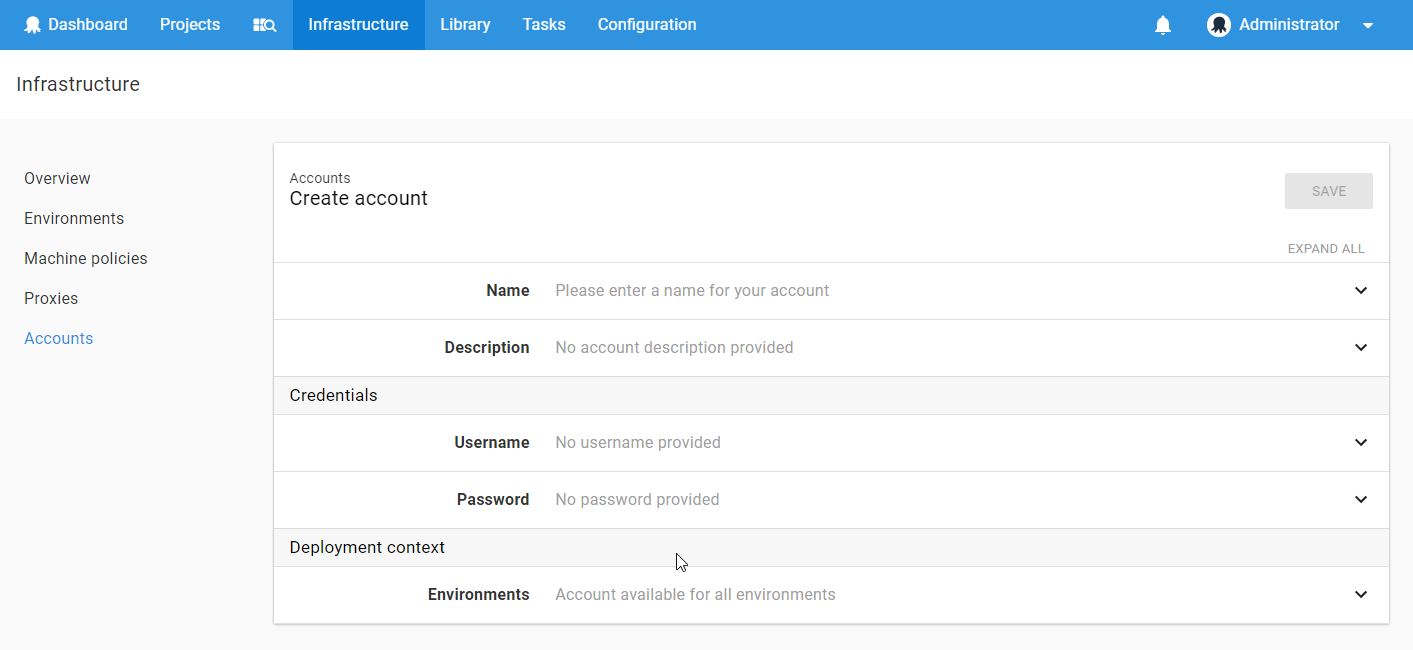 Dashboard Projects Infrastructure Library Tasks Configuration Administrator
Infrastructure
Overview
Environments
Machine policies
Proxies
Accounts
Accounts
Create account
SAVE
EXPAND ALL
Name Please enter a name for your account
Description No account description provided
Credentials
Username No username provided
Password No password provided
Deployment context
Environments Account available for all environments